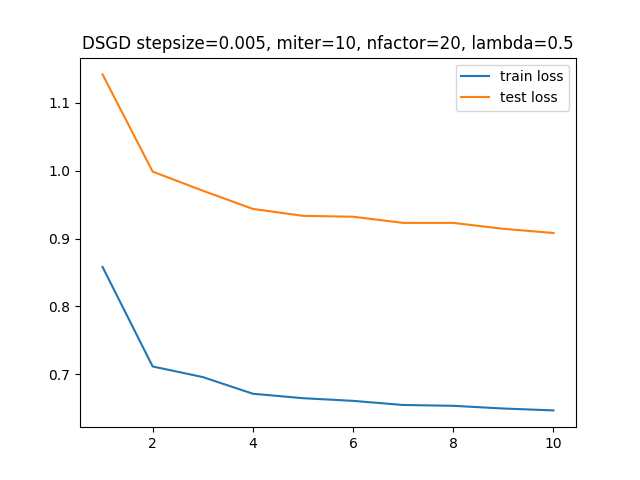 DSGD stepsize=0.005, miter=10, nfactor=20, lambda=0.5
train loss
test loss
1.1
1.0
0.9
0.8
0.7
2 4 6 8 10